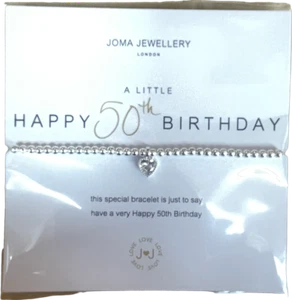 JOMA JEWELLERY
LONDON
A LITTLE
HAPPY 50th BIRTHDAY
this special bracelet is just to say
have a very Happy 50th Birthday
J J